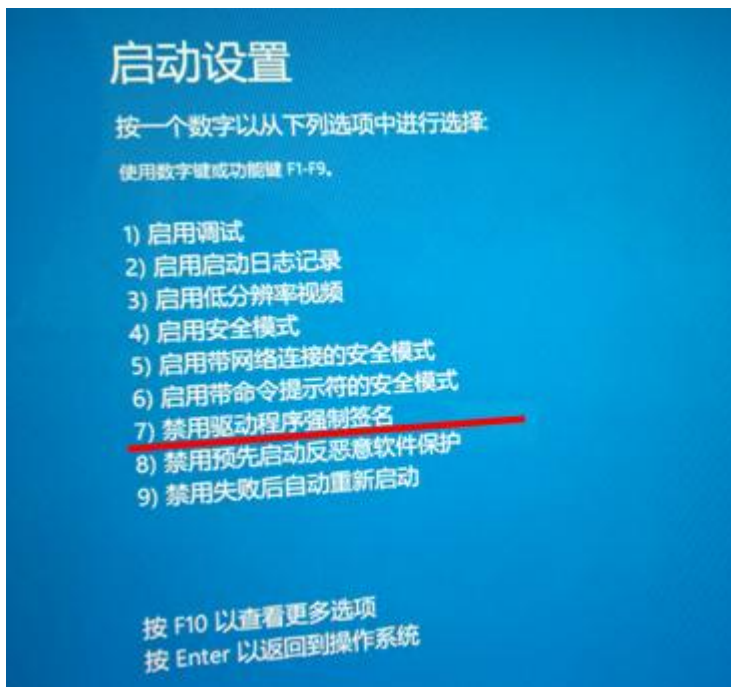 启动设置
按一个数字以从下列选项中进行选择:
使用数字键或功能键 F1-F9。
1) 启用调试
2) 启用启动日志记录
3) 启用低分辨率视频
4) 启用安全模式
5) 启用带网络连接的安全模式
6) 启用带命令提示符的安全模式
7) 禁用驱动程序强制签名
8) 禁用预先启动反恶意软件保护
9) 禁用失败后自动重新启动
按 F10 以查看更多选项
按 Enter 以返回到操作系统